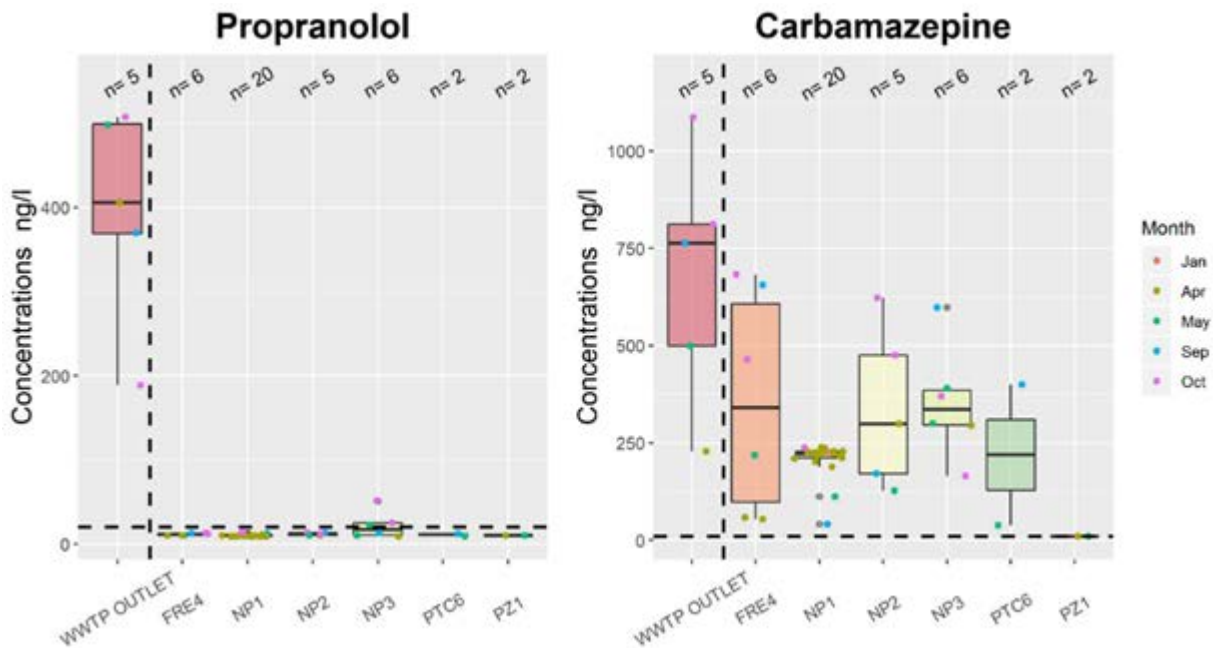 Propranolol
n= 5 n= 6 n= 20 n= 5 n= 6 n= 2 n= 2
Concentrations ng/l
400
200
0
WWTP OUTLET FRE4 NP1 NP2 NP3 PTC6 PZ1
Carbamazepine
n= 5 n= 6 n= 20 n= 5 n= 6 n= 2 n= 2
Concentrations ng/l
1000
750
500
250
0
WWTP OUTLET FRE4 NP1 NP2 NP3 PTC6 PZ1
Month
Jan
Apr
May
Sep
Oct